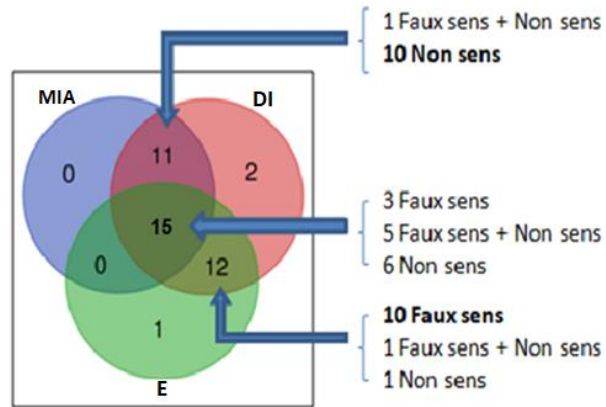 1 Faux sens + Non sens
10 Non sens
MIA
DI
0
11
2
15
0
12
1
E
3 Faux sens
5 Faux sens + Non sens
6 Non sens
10 Faux sens
1 Faux sens + Non sens
1 Non sens